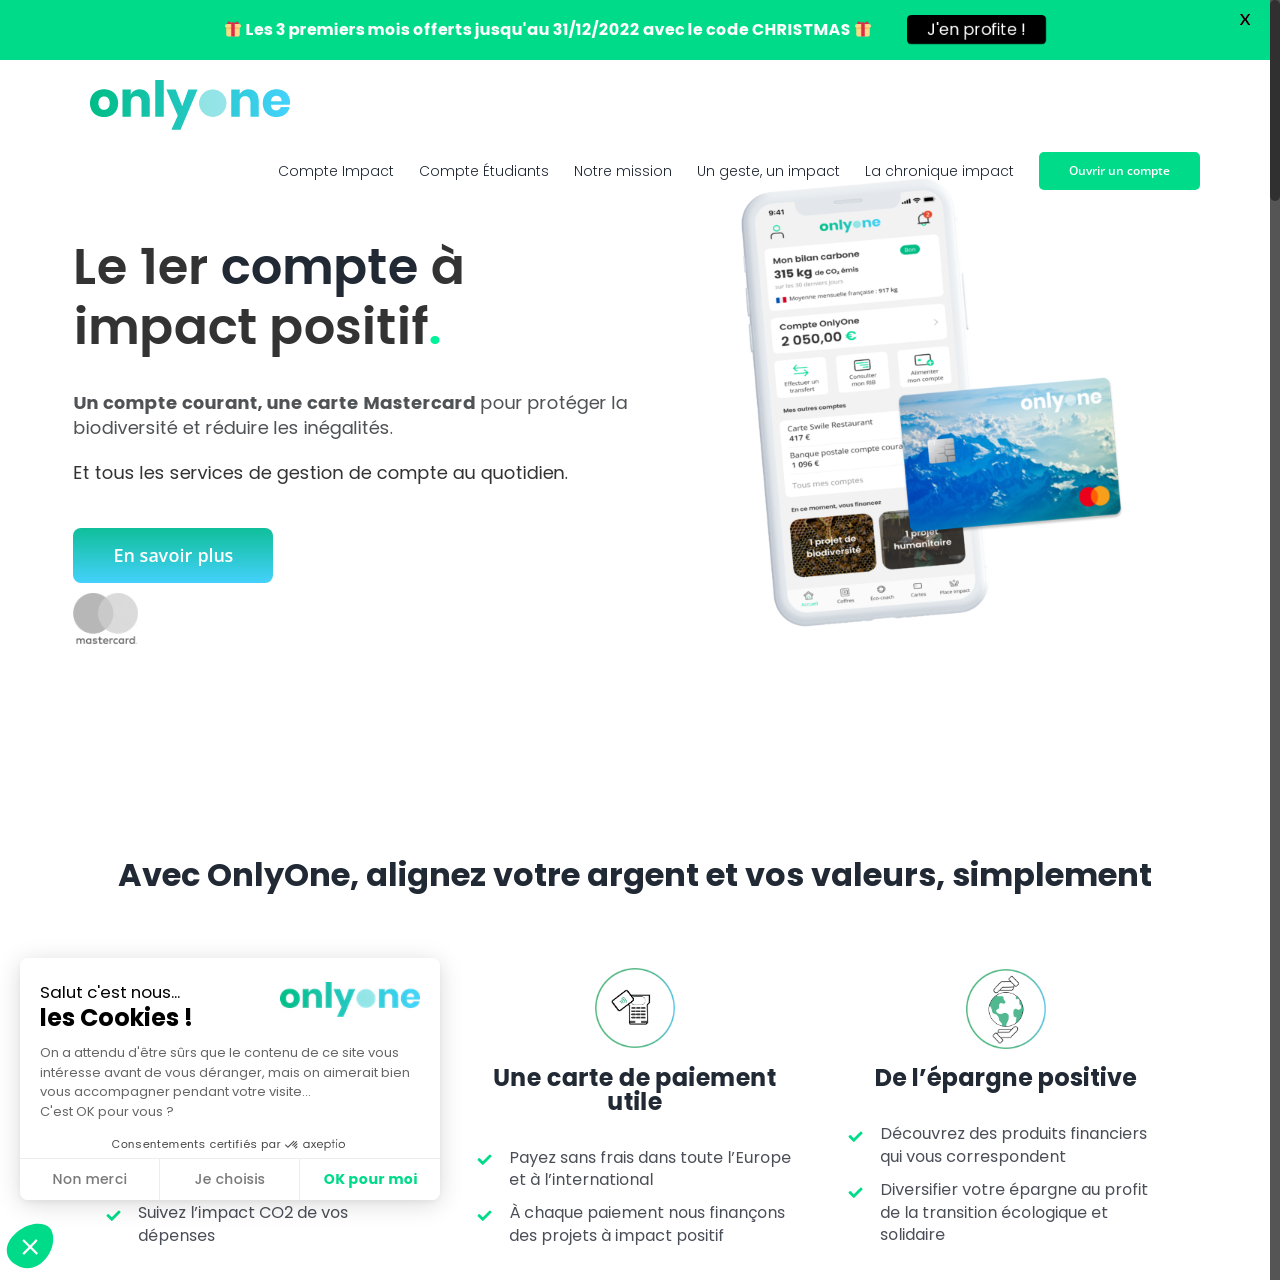 🎁 Les 3 premiers mois offerts jusqu'au 31/12/2022 avec le code CHRISTMAS 🎁
J'en profite !
X
onlyone
Compte Impact
Compte Étudiants
Notre mission
Un geste, un impact
La chronique impact
Ouvrir un compte
Le 1er compte à
impact positif.
Un compte courant, une carte Mastercard pour protéger la
biodiversité et réduire les inégalités.
Et tous les services de gestion de compte au quotidien.
En savoir plus
mastercard.
9:41
onlyone
2
Mon bilan carbone
Bon
315 kg de CO₂ émis
sur les 30 derniers jours
Moyenne mensuelle française : 917 kg
Compte OnlyOne
2 050,00 €
Effectuer un
transfert
Consulter
mon RIB
Alimenter
mon compte
Mes autres comptes
Carte Swile Restaurant
417 €
Banque postale compte coura
1 096 €
Tous mes comptes
En ce moment, vous financez
1 projet de
biodiversité
1 projet
humanitaire
Accueil
Coffres
Eco-coach
Cartes
Place Impact
onlyone
Avec OnlyOne, alignez votre argent et vos valeurs, simplement
Salut c'est nous...
les Cookies !
onlyone
On a attendu d'être sûrs que le contenu de ce site vous
intéresse avant de vous déranger, mais on aimerait bien
vous accompagner pendant votre visite...
C'est OK pour vous ?
Consentements certifiés par axeptio
Non merci
Je choisis
OK pour moi
Suivez l’impact CO2 de vos
dépenses
Une carte de paiement
utile
Payez sans frais dans toute l’Europe
et à l’international
À chaque paiement nous finançons
des projets à impact positif
De l’épargne positive
Découvrez des produits financiers
qui vous correspondent
Diversifier votre épargne au profit
de la transition écologique et
solidaire